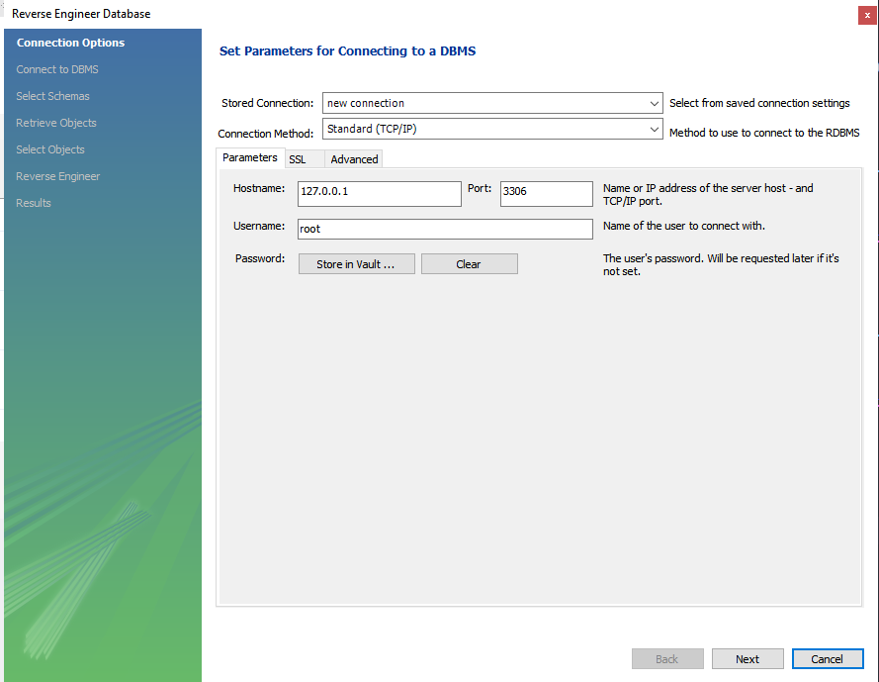 Reverse Engineer Database
x
Connection Options
Connect to DBMS
Select Schemas
Retrieve Objects
Select Objects
Reverse Engineer
Results
Set Parameters for Connecting to a DBMS
Stored Connection: new connection Select from saved connection settings
Connection Method: Standard (TCP/IP) Method to use to connect to the RDBMS
Parameters SSL Advanced
Hostname: 127.0.0.1 Port: 3306 Name or IP address of the server host - and
TCP/IP port.
Username: root Name of the user to connect with.
Password: Store in Vault ... Clear The user's password. Will be requested later if it's
not set.
Back Next Cancel